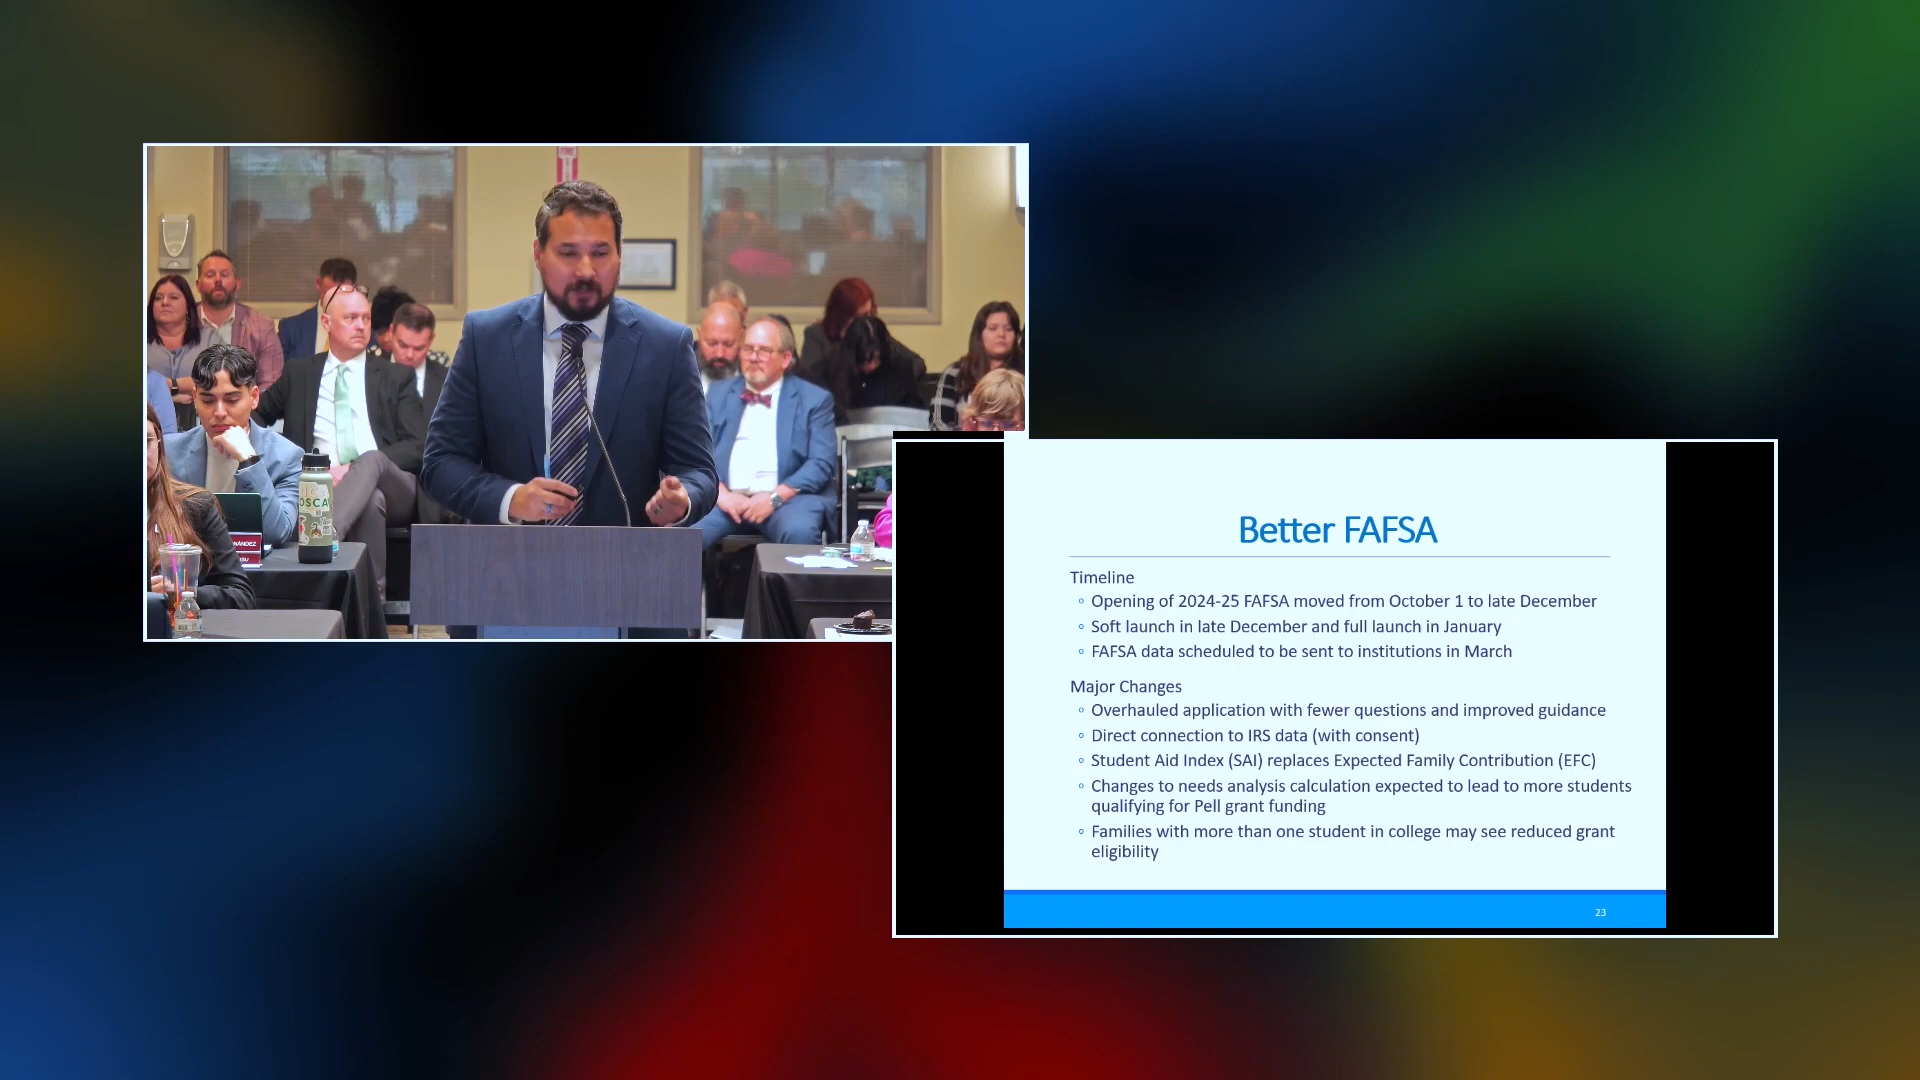 OSCA
NÁNDEZ
Better FAFSA
Timeline
◦ Opening of 2024-25 FAFSA moved from October 1 to late December
◦ Soft launch in late December and full launch in January
◦ FAFSA data scheduled to be sent to institutions in March
Major Changes
◦ Overhauled application with fewer questions and improved guidance
◦ Direct connection to IRS data (with consent)
◦ Student Aid Index (SAI) replaces Expected Family Contribution (EFC)
◦ Changes to needs analysis calculation expected to lead to more students
qualifying for Pell grant funding
◦ Families with more than one student in college may see reduced grant
eligibility
23